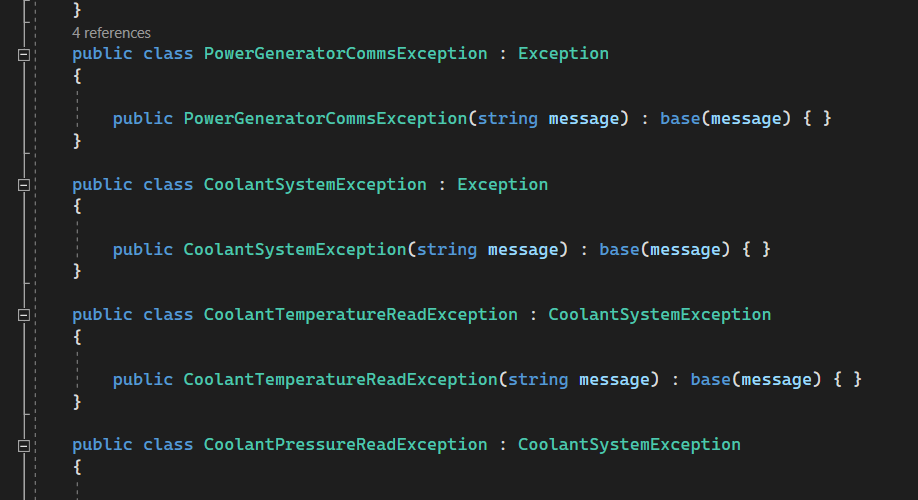 }
4 references
public class PowerGeneratorCommsException : Exception
{
public PowerGeneratorCommsException(string message) : base(message) { }
}
public class CoolantSystemException : Exception
{
public CoolantSystemException(string message) : base(message) { }
}
public class CoolantTemperatureReadException : CoolantSystemException
{
public CoolantTemperatureReadException(string message) : base(message) { }
}
public class CoolantPressureReadException : CoolantSystemException
{